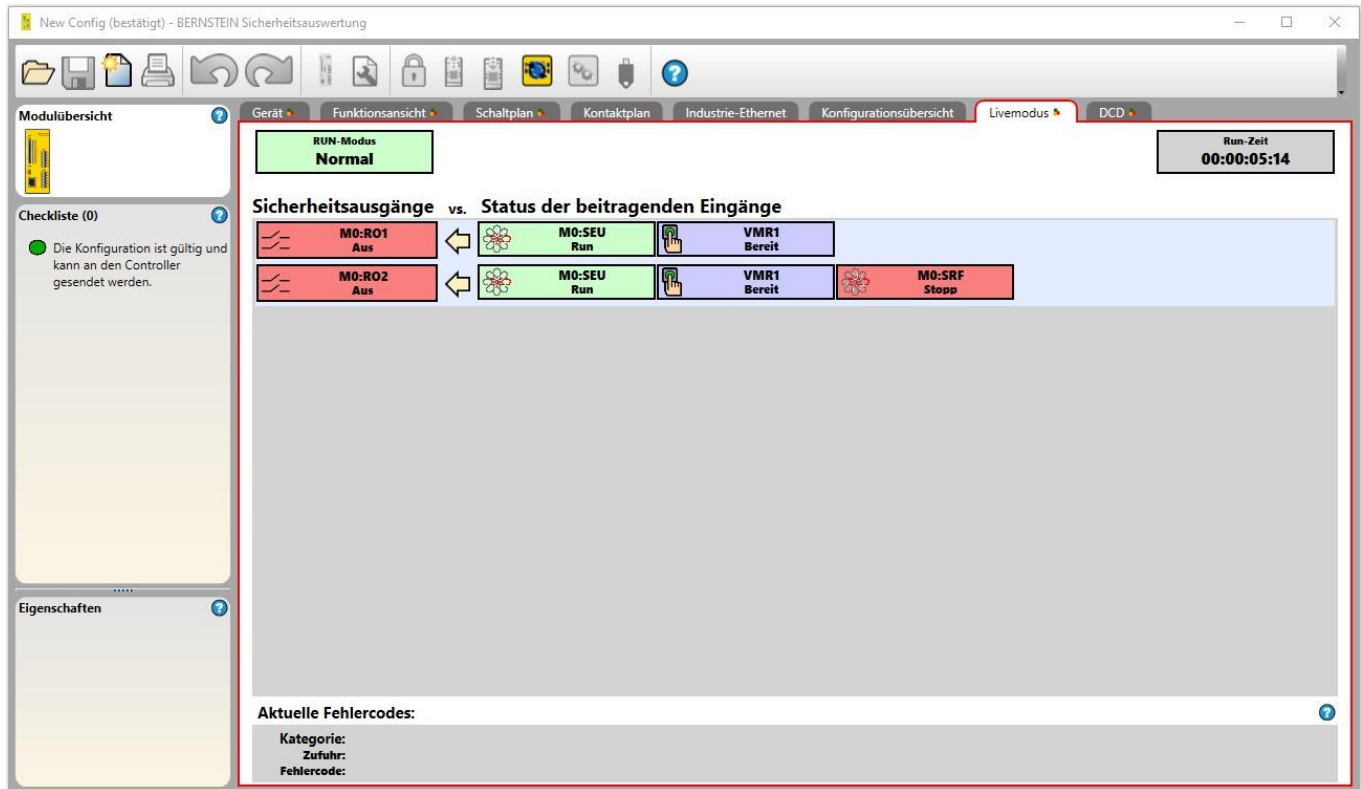 New Config (bestätigt) - BERNSTEIN Sicherheitsauswertung
Modulübersicht
Gerät
Funktionsansicht
Schaltplan
Kontaktplan
Industrie-Ethernet
Konfigurationsübersicht
Livemodus
DCD
RUN-Modus
Normal
Run-Zeit
00:00:05:14
Checkliste (0)
Die Konfiguration ist gültig und
kann an den Controller
gesendet werden.
Sicherheitsausgänge vs. Status der beitragenden Eingänge
M0:RO1
Aus
M0:SEU
Run
VMR1
Bereit
M0:RO2
Aus
M0:SEU
Run
VMR1
Bereit
M0:SRF
Stopp
Eigenschaften
Aktuelle Fehlercodes:
Kategorie:
Zufuhr:
Fehlercode: